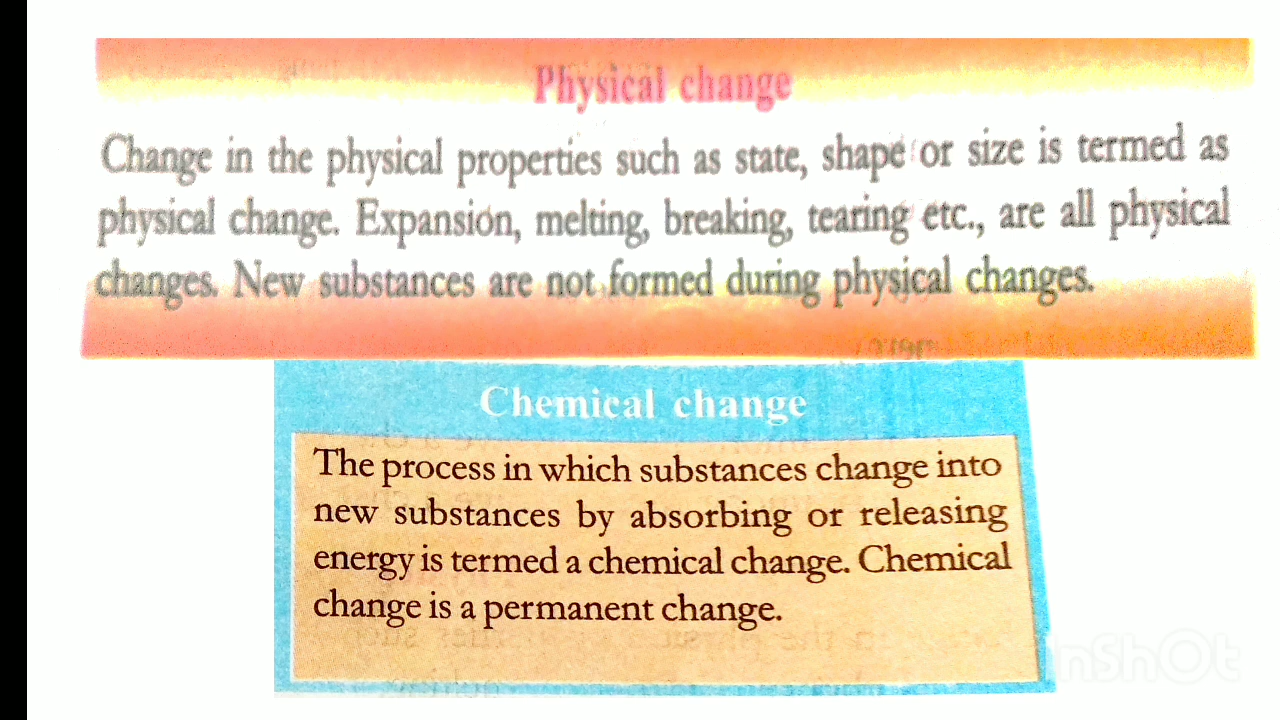 Physical change
Change in the physical properties such as state, shape or size is termed as
physical change. Expansion, melting, breaking, tearing etc., are all physical
changes. New substances are not formed during physical changes.
Chemical change
The process in which substances change into
new substances by absorbing or releasing
energy is termed a chemical change. Chemical
change is a permanent change.
InShOt